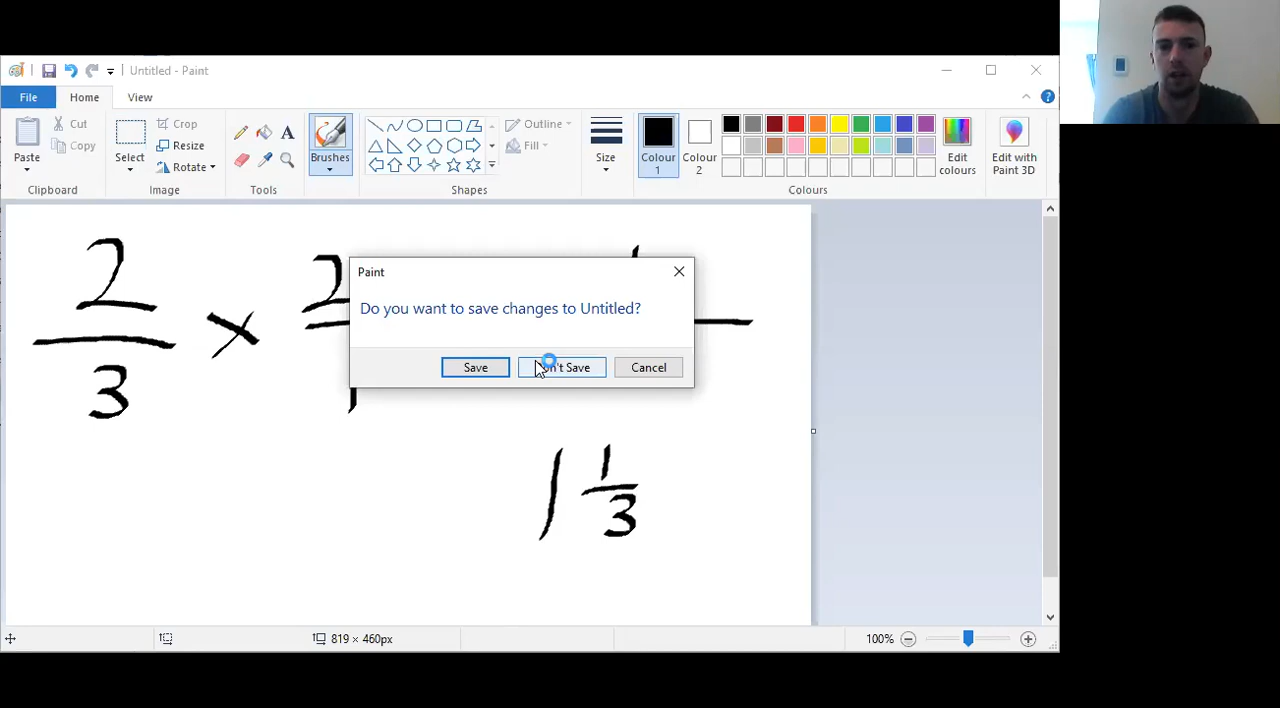 Untitled - Paint
File Home View
Paste
Cut
Copy
Clipboard
Select
Crop
Resize
Rotate
Image
A
Tools
Brushes
Shapes
Outline
Fill
Size
Colour 1
Colour 2
Edit colours
Edit with Paint 3D
Colours
Paint
Do you want to save changes to Untitled?
Save Cancel
2
3
×
2
1 1
3
819 × 460px
100%